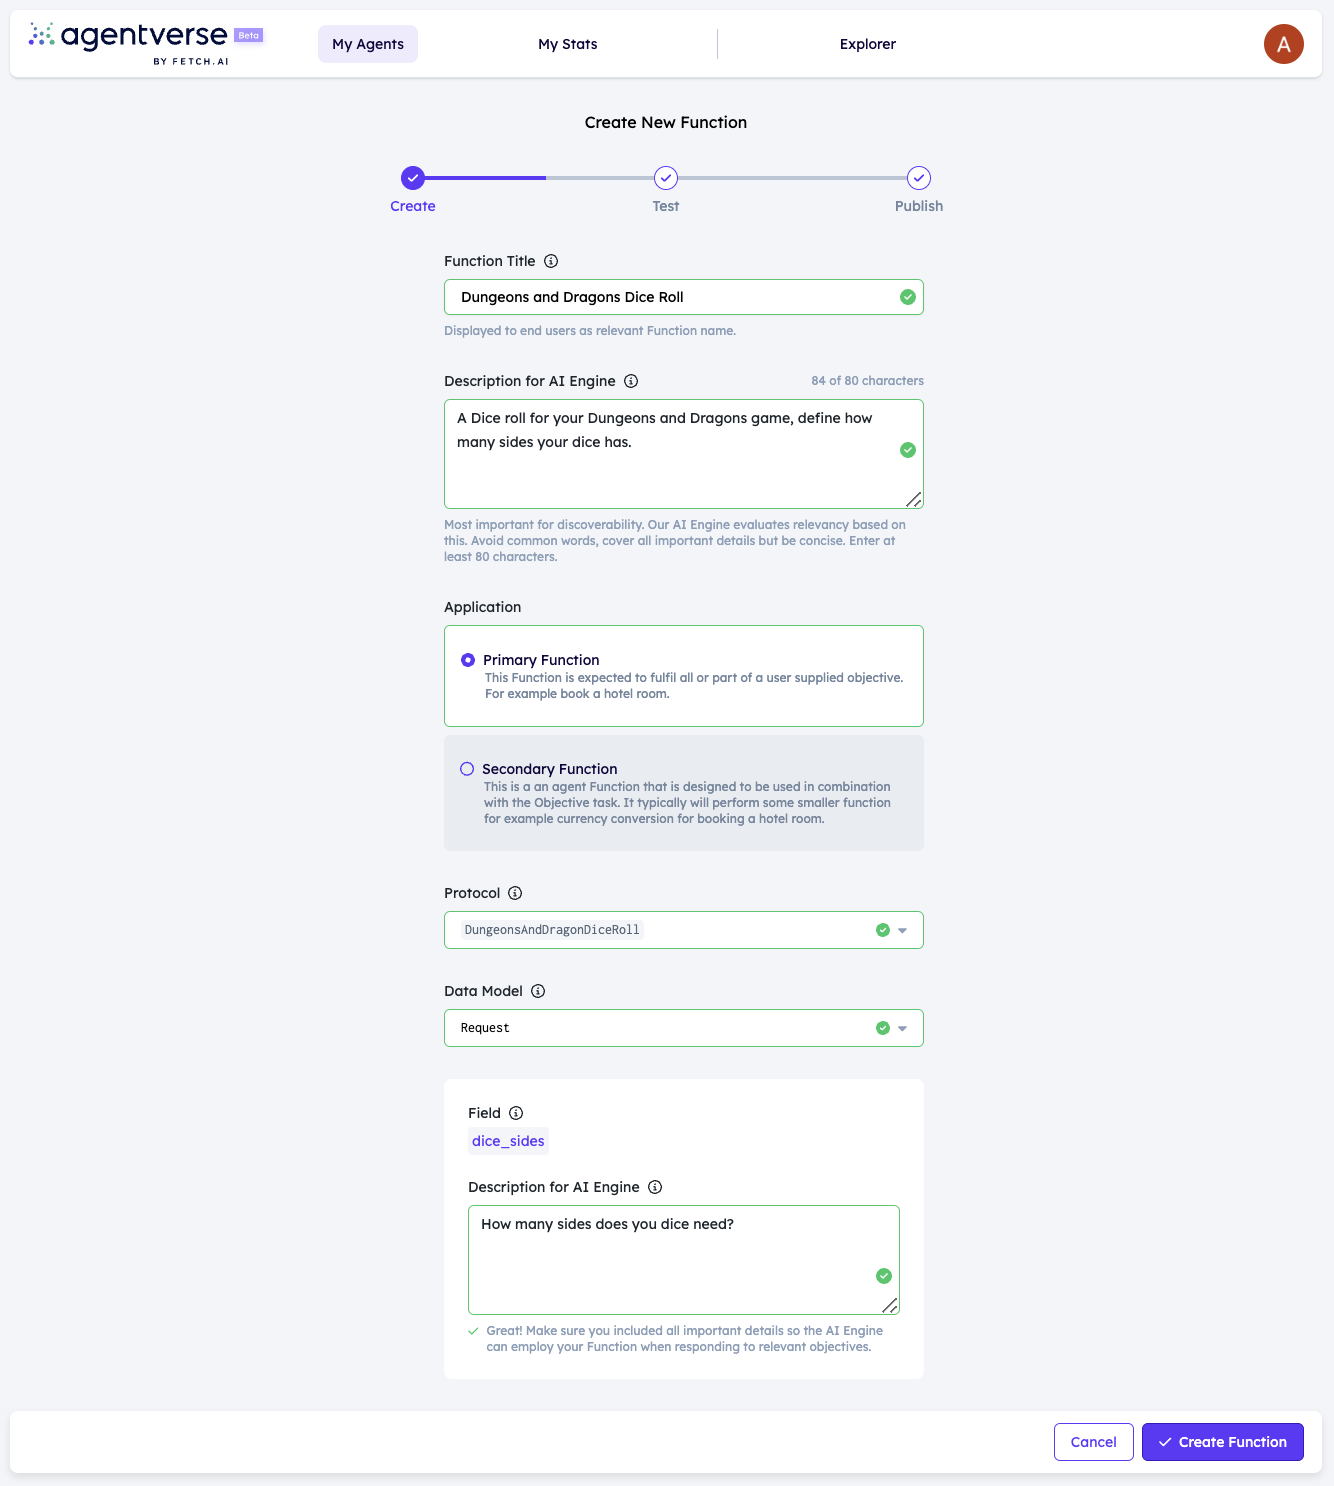 agentverse Beta
BY FETCH.AI
My Agents
My Stats
Explorer
A
Create New Function
Create
Test
Publish
Function Title
Dungeons and Dragons Dice Roll
Displayed to end users as relevant Function name.
Description for AI Engine
84 of 80 characters
A Dice roll for your Dungeons and Dragons game, define how
many sides your dice has.
Most important for discoverability. Our AI Engine evaluates relevancy based on
this. Avoid common words, cover all important details but be concise. Enter at
least 80 characters.
Application
Primary Function
This Function is expected to fulfil all or part of a user supplied objective.
For example book a hotel room.
Secondary Function
This is a an agent Function that is designed to be used in combination
with the Objective task. It typically will perform some smaller function
for example currency conversion for booking a hotel room.
Protocol
DungeonsAndDragonDiceRoll
Data Model
Request
Field
dice_sides
Description for AI Engine
How many sides does you dice need?
Great! Make sure you included all important details so the AI Engine
can employ your Function when responding to relevant objectives.
Cancel
Create Function